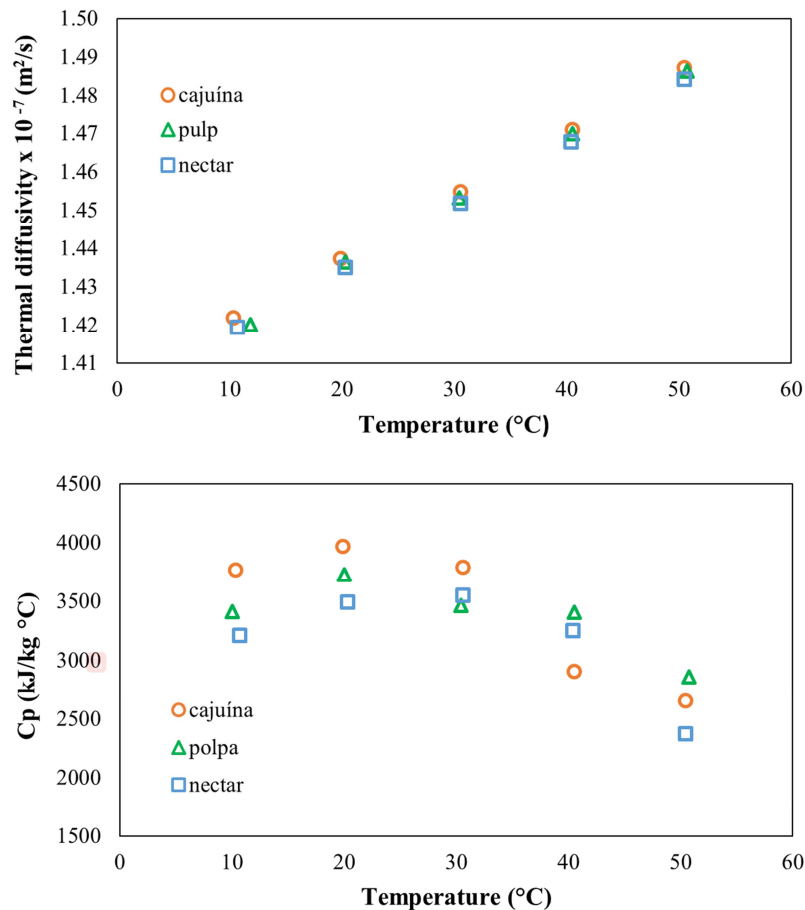 Thermal diffusivity x 10⁻⁷ (m²/s)
1.50
1.49
1.48
1.47
1.46
1.45
1.44
1.43
1.42
1.41
cajuína
pulp
nectar
0 10 20 30 40 50 60
Temperature (°C)
Cp (kJ/kg °C)
4500
4000
3500
3000
2500
2000
1500
cajuína
polpa
nectar
0 10 20 30 40 50 60
Temperature (°C)